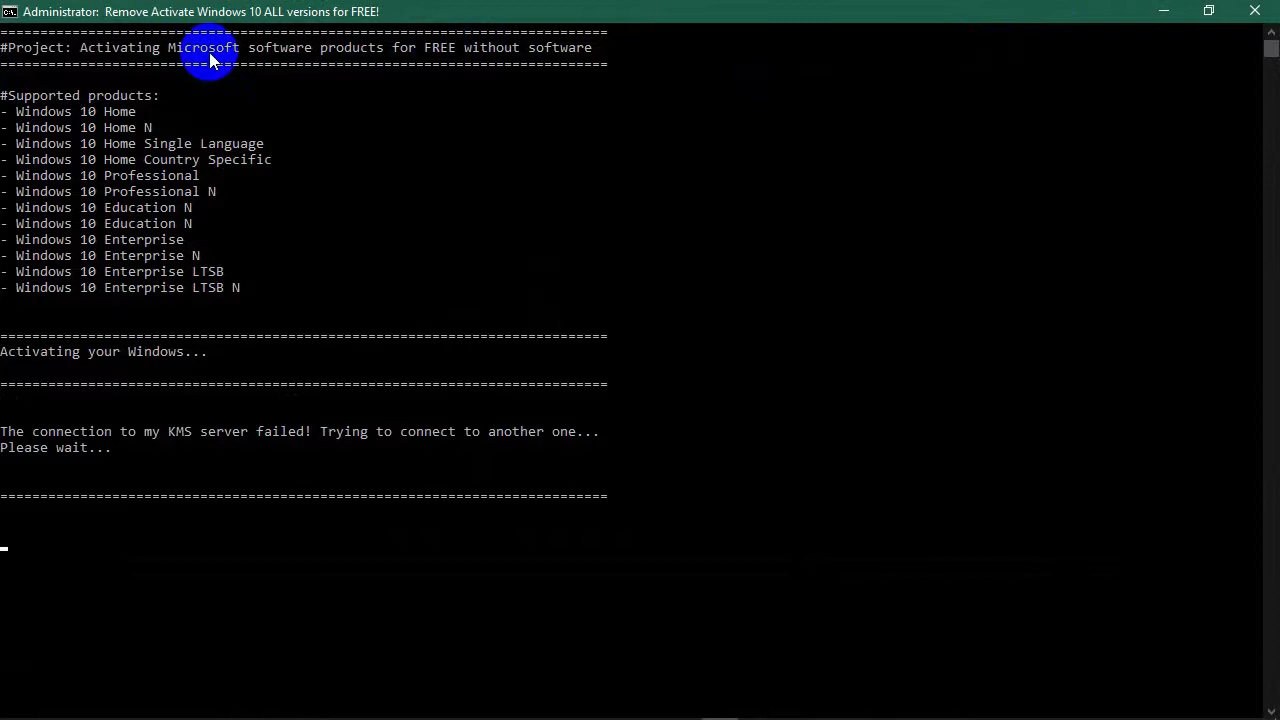 Administrator: Remove Activate Windows 10 ALL versions for FREE!
============================================================================
#Project: Activating Microsoft software products for FREE without software
============================================================================
#Supported products:
- Windows 10 Home
- Windows 10 Home N
- Windows 10 Home Single Language
- Windows 10 Home Country Specific
- Windows 10 Professional
- Windows 10 Professional N
- Windows 10 Education N
- Windows 10 Education N
- Windows 10 Enterprise
- Windows 10 Enterprise N
- Windows 10 Enterprise LTSB
- Windows 10 Enterprise LTSB N
============================================================================
Activating your Windows...
============================================================================
The connection to my KMS server failed! Trying to connect to another one...
Please wait...
============================================================================